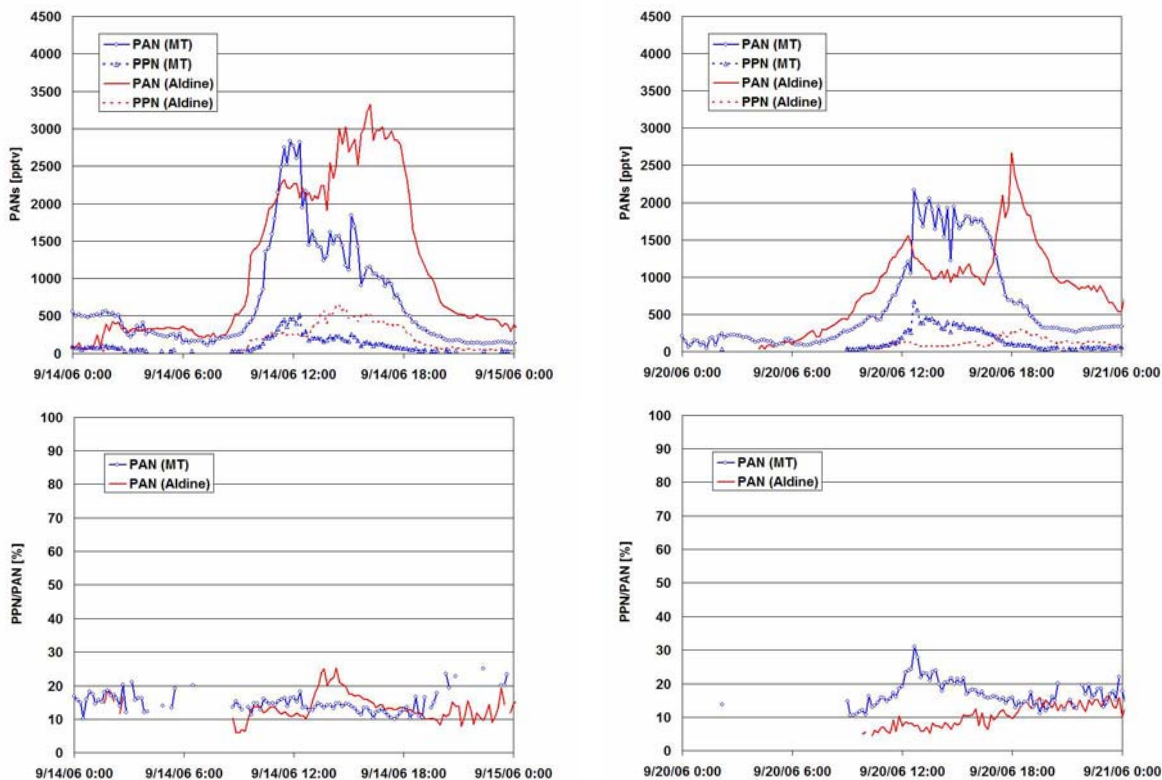 4500
4000
3500
3000
2500
2000
1500
1000
500
0
PANs [pptv]
PAN (MT)
PPN (MT)
PAN (Aldine)
PPN (Aldine)
9/14/06 0:00 9/14/06 6:00 9/14/06 12:00 9/14/06 18:00 9/15/06 0:00
4500
4000
3500
3000
2500
2000
1500
1000
500
0
PANs [pptv]
PAN (MT)
PPN (MT)
PAN (Aldine)
PPN (Aldine)
9/20/06 0:00 9/20/06 6:00 9/20/06 12:00 9/20/06 18:00 9/21/06 0:00
100
90
80
70
60
50
40
30
20
10
0
PPN/PAN [%]
PAN (MT)
PAN (Aldine)
9/14/06 0:00 9/14/06 6:00 9/14/06 12:00 9/14/06 18:00 9/15/06 0:00
100
90
80
70
60
50
40
30
20
10
0
PPN/PAN [%]
PAN (MT)
PAN (Aldine)
9/20/06 0:00 9/20/06 6:00 9/20/06 12:00 9/20/06 18:00 9/21/06 0:00